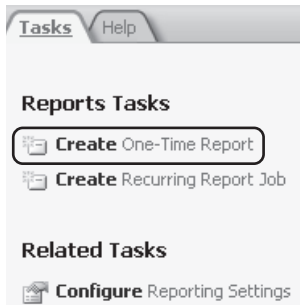 Tasks Help
Reports Tasks
Create One-Time Report
Create Recurring Report Job
Related Tasks
Configure Reporting Settings